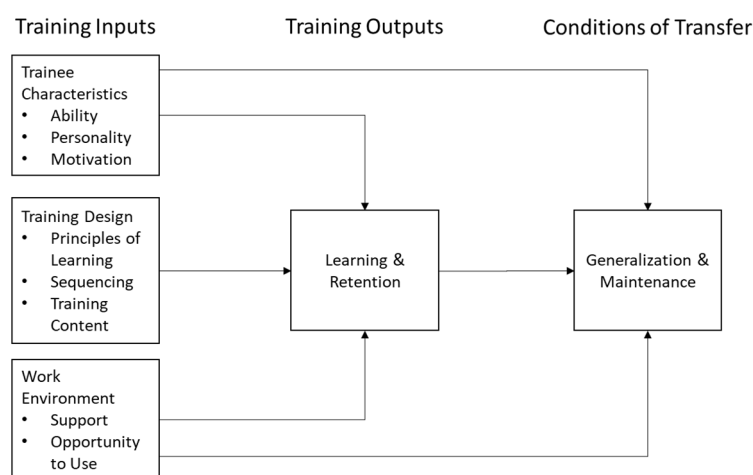 Training Inputs
Training Outputs
Conditions of Transfer
Trainee
Characteristics
• Ability
• Personality
• Motivation
Training Design
• Principles of
Learning
• Sequencing
• Training
Content
Work
Environment
• Support
• Opportunity
to Use
Learning &
Retention
Generalization &
Maintenance